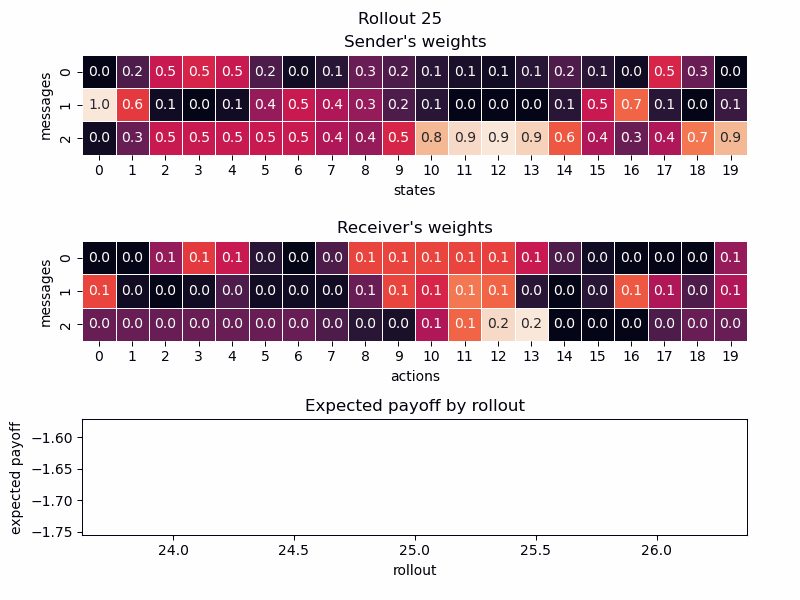 Rollout 25
Sender's weights
messages
0 0.0 0.2 0.5 0.5 0.5 0.2 0.0 0.1 0.3 0.2 0.1 0.1 0.1 0.1 0.2 0.1 0.0 0.5 0.3 0.0
1 1.0 0.6 0.1 0.0 0.1 0.4 0.5 0.4 0.3 0.2 0.1 0.0 0.0 0.0 0.1 0.5 0.7 0.1 0.0 0.1
2 0.0 0.3 0.5 0.5 0.5 0.5 0.5 0.4 0.4 0.5 0.8 0.9 0.9 0.9 0.6 0.4 0.3 0.4 0.7 0.9
0 1 2 3 4 5 6 7 8 9 10 11 12 13 14 15 16 17 18 19
states
Receiver's weights
messages
0 0.0 0.0 0.1 0.1 0.1 0.0 0.0 0.0 0.1 0.1 0.1 0.1 0.1 0.1 0.0 0.0 0.0 0.0 0.0 0.1
1 0.1 0.0 0.0 0.0 0.0 0.0 0.0 0.0 0.1 0.1 0.1 0.1 0.1 0.0 0.0 0.0 0.1 0.1 0.0 0.1
2 0.0 0.0 0.0 0.0 0.0 0.0 0.0 0.0 0.0 0.0 0.1 0.1 0.2 0.2 0.0 0.0 0.0 0.0 0.0 0.0
0 1 2 3 4 5 6 7 8 9 10 11 12 13 14 15 16 17 18 19
actions
Expected payoff by rollout
expected payoff
−1.60
−1.65
−1.70
−1.75
24.0 24.5 25.0 25.5 26.0
rollout